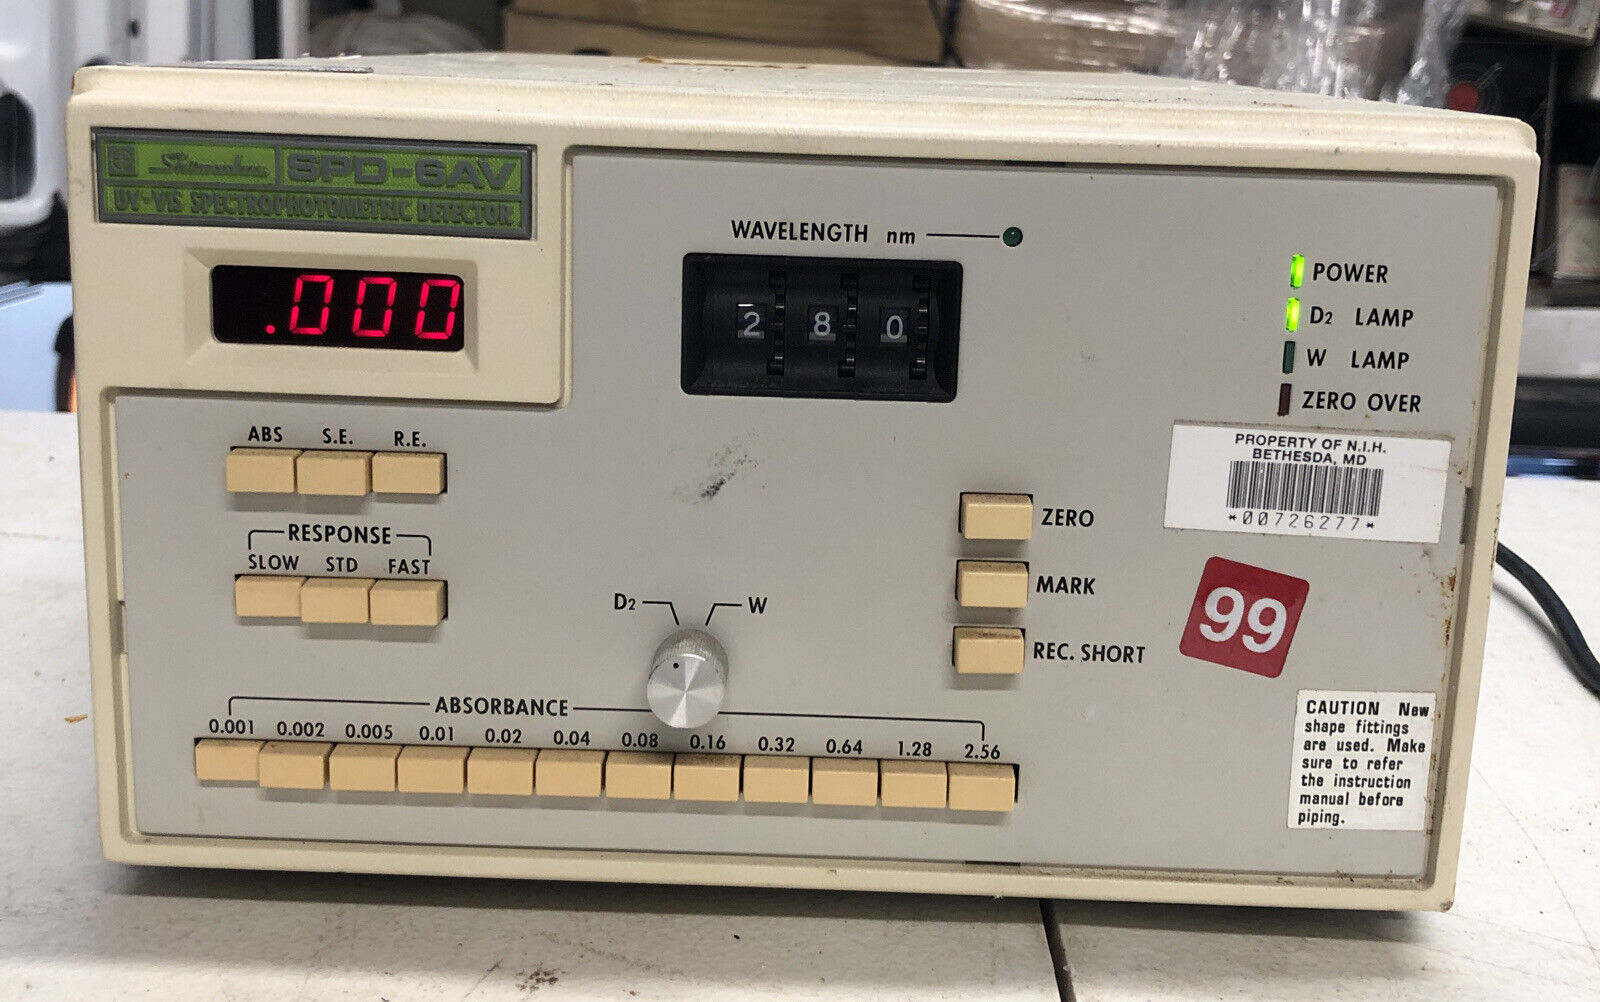 Shimadzu SPD-6AV
UV-VIS SPECTROPHOTOMETRIC DETECTOR
.000
WAVELENGTH nm
2 8 0
POWER
D2 LAMP
W LAMP
ZERO OVER
PROPERTY OF N.I.H.
BETHESDA, MD
*00726277*
ABS S.E. R.E.
RESPONSE
SLOW STD FAST
ZERO
MARK
REC. SHORT
99
D2 W
ABSORBANCE
0.001 0.002 0.005 0.01 0.02 0.04 0.08 0.16 0.32 0.64 1.28 2.56
CAUTION New
shape fittings
are used. Make
sure to refer
the instruction
manual before
piping.